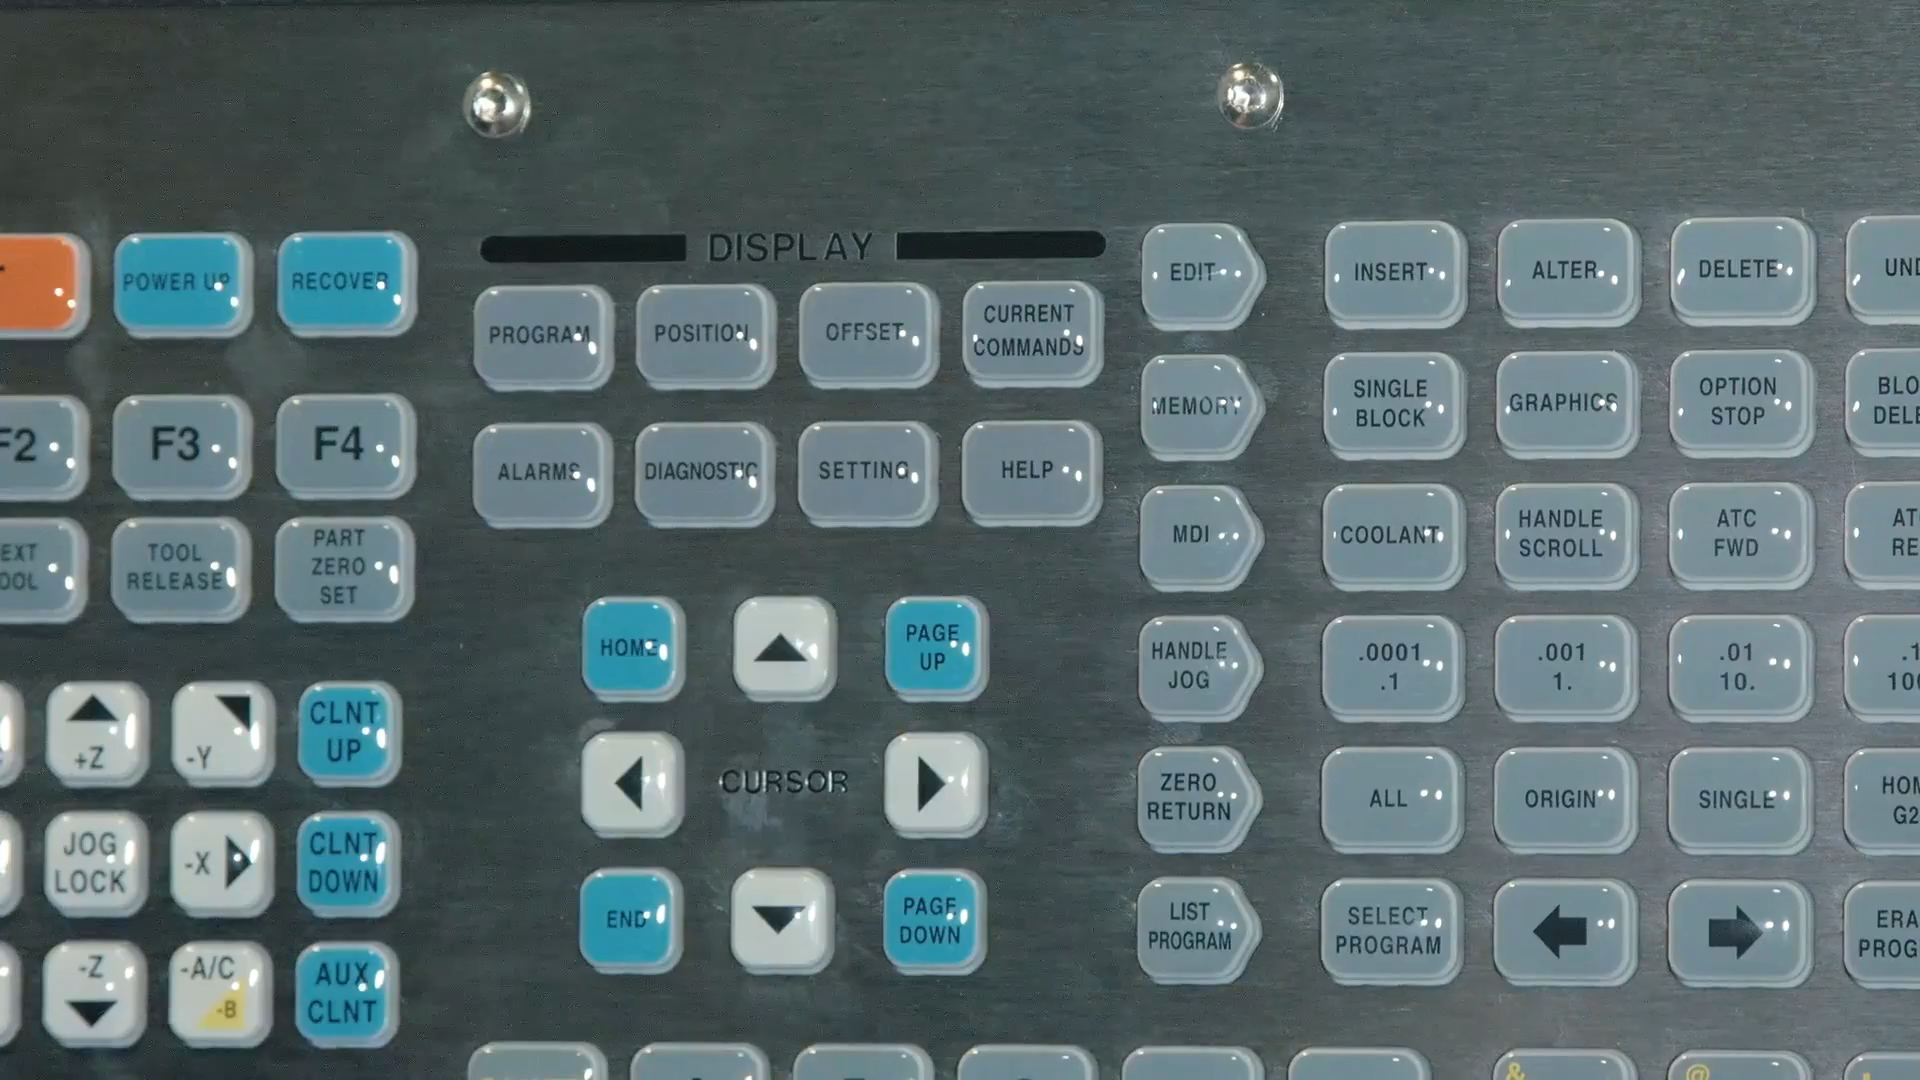 POWER UP
RECOVER
F2
F3
F4
TOOL
RELEASE
PART
ZERO
SET
+Z
-Y
CLNT
UP
JOG
LOCK
-X
CLNT
DOWN
-Z
-A/C
-B
AUX
CLNT
DISPLAY
PROGRAM
POSITION
OFFSET
CURRENT
COMMANDS
ALARMS
DIAGNOSTIC
SETTING
HELP
HOME
PAGE
UP
CURSOR
END
PAGE
DOWN
EDIT
INSERT
ALTER
DELETE
MEMORY
SINGLE
BLOCK
GRAPHICS
OPTION
STOP
MDI
COOLANT
HANDLE
SCROLL
ATC
FWD
HANDLE
JOG
.0001
.1
.001
1.
.01
10.
ZERO
RETURN
ALL
ORIGIN
SINGLE
LIST
PROGRAM
SELECT
PROGRAM
&
@